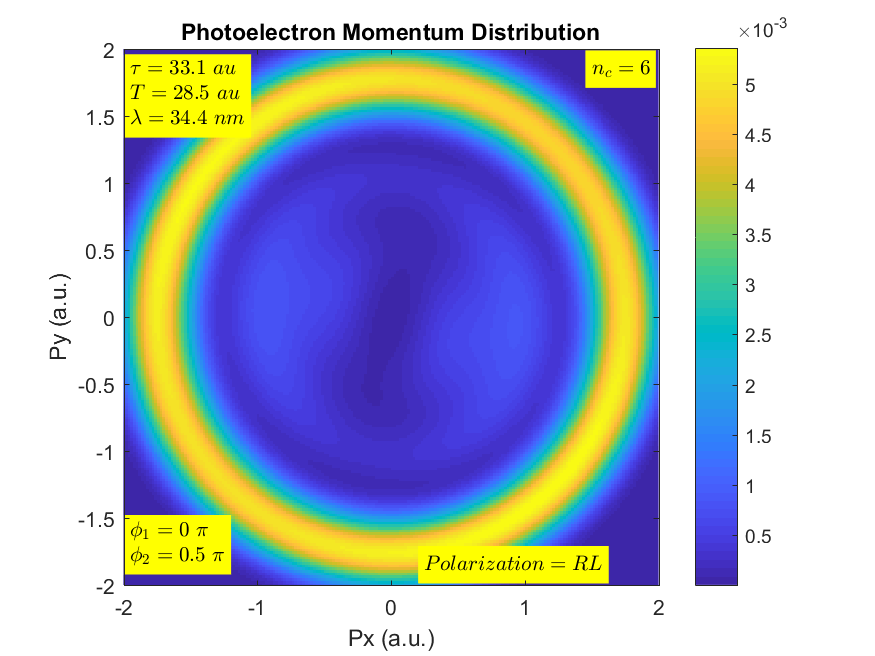 Photoelectron Momentum Distribution
×10⁻³
τ = 33.1 au
T = 28.5 au
λ = 34.4 nm
n_c = 6
2
1.5
1
0.5
0
-0.5
-1
-1.5
-2
Py (a.u.)
ϕ₁ = 0 π
ϕ₂ = 0.5 π
Polarization = RL
-2
-1
0
1
2
Px (a.u.)
5
4.5
4
3.5
3
2.5
2
1.5
1
0.5